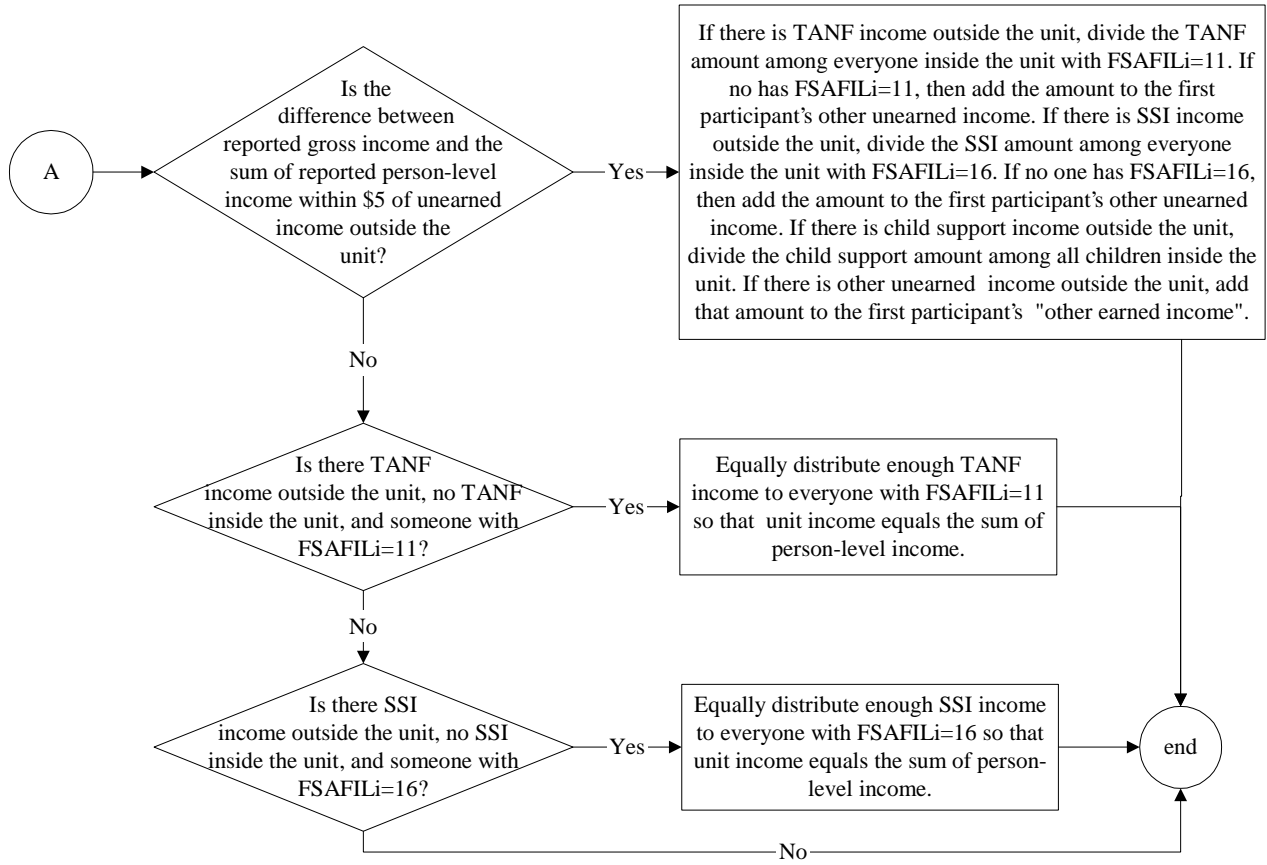 A
Is the
difference between
reported gross income and the
sum of reported person-level
income within $5 of unearned
income outside the
unit?
Yes
If there is TANF income outside the unit, divide the TANF
amount among everyone inside the unit with FSAFILi=11. If
no has FSAFILi=11, then add the amount to the first
participant's other unearned income. If there is SSI income
outside the unit, divide the SSI amount among everyone
inside the unit with FSAFILi=16. If no one has FSAFILi=16,
then add the amount to the first participant's other unearned
income. If there is child support income outside the unit,
divide the child support amount among all children inside the
unit. If there is other unearned  income outside the unit, add
that amount to the first participant's  "other earned income".
No
Is there TANF
income outside the unit, no TANF
inside the unit, and someone with
FSAFILi=11?
Yes
Equally distribute enough TANF
income to everyone with FSAFILi=11
so that  unit income equals the sum of
person-level income.
No
Is there SSI
income outside the unit, no SSI
inside the unit, and someone with
FSAFILi=16?
Yes
Equally distribute enough SSI income
to everyone with FSAFILi=16 so that
unit income equals the sum of person-
level income.
end
No